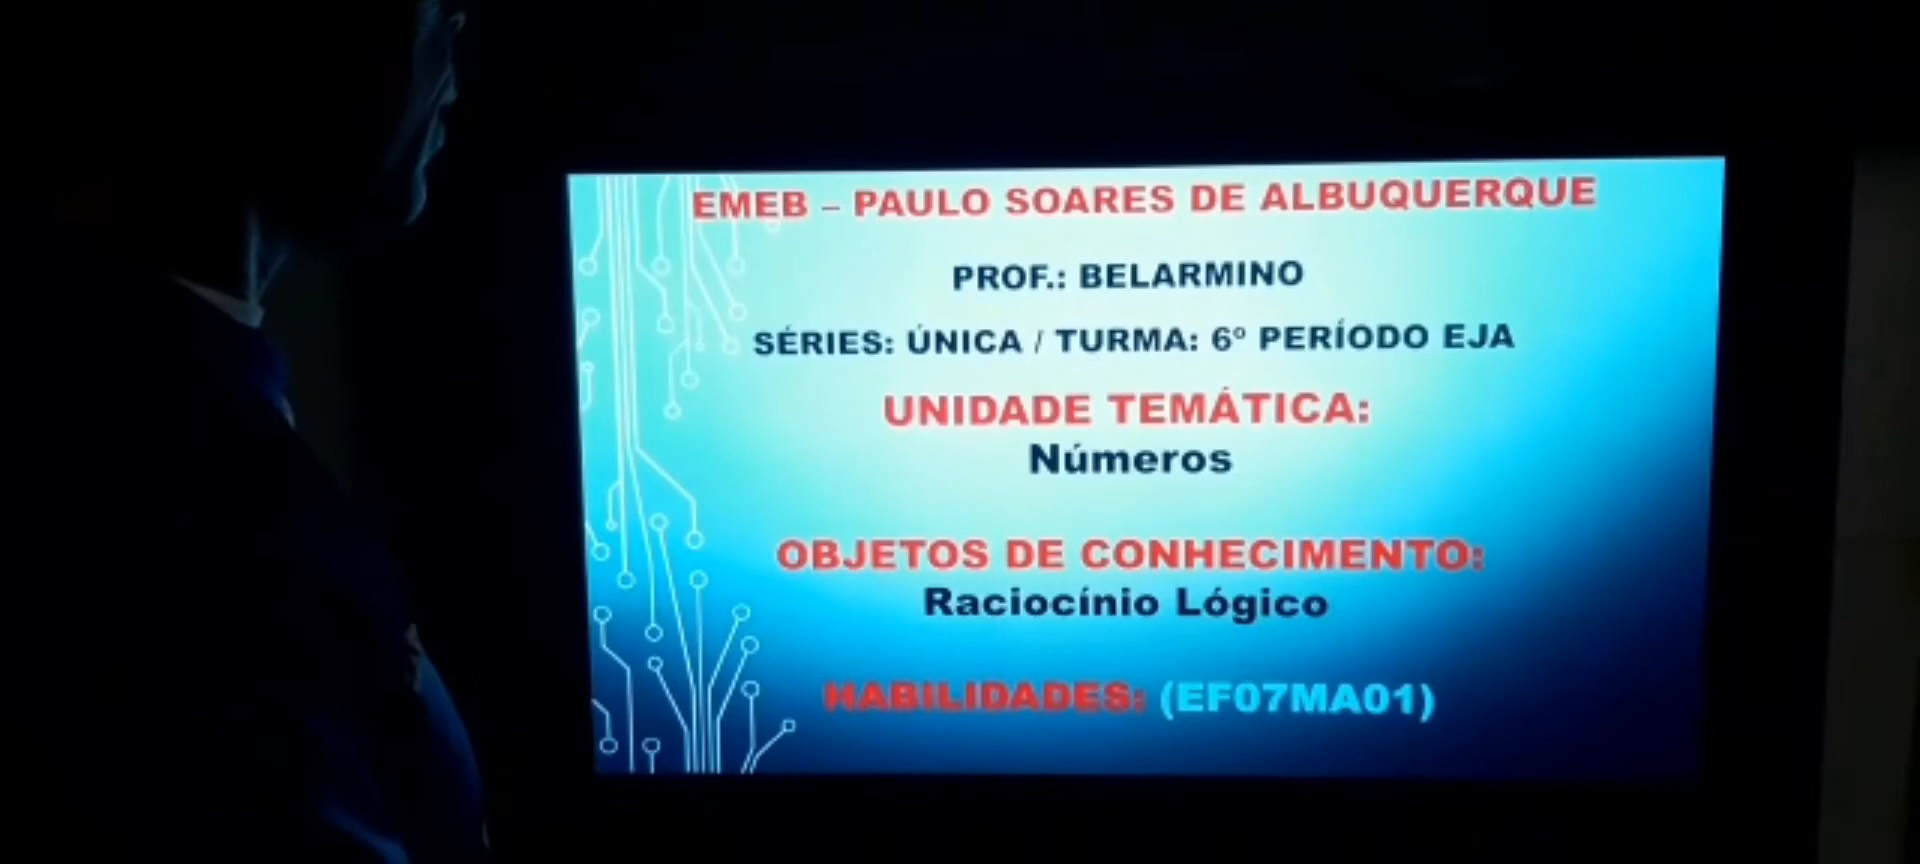 EMEB – PAULO SOARES DE ALBUQUERQUE
PROF.: BELARMINO
SÉRIES: ÚNICA / TURMA: 6º PERÍODO EJA
UNIDADE TEMÁTICA:
Números
OBJETOS DE CONHECIMENTO:
Raciocínio Lógico
HABILIDADES: (EF07MA01)